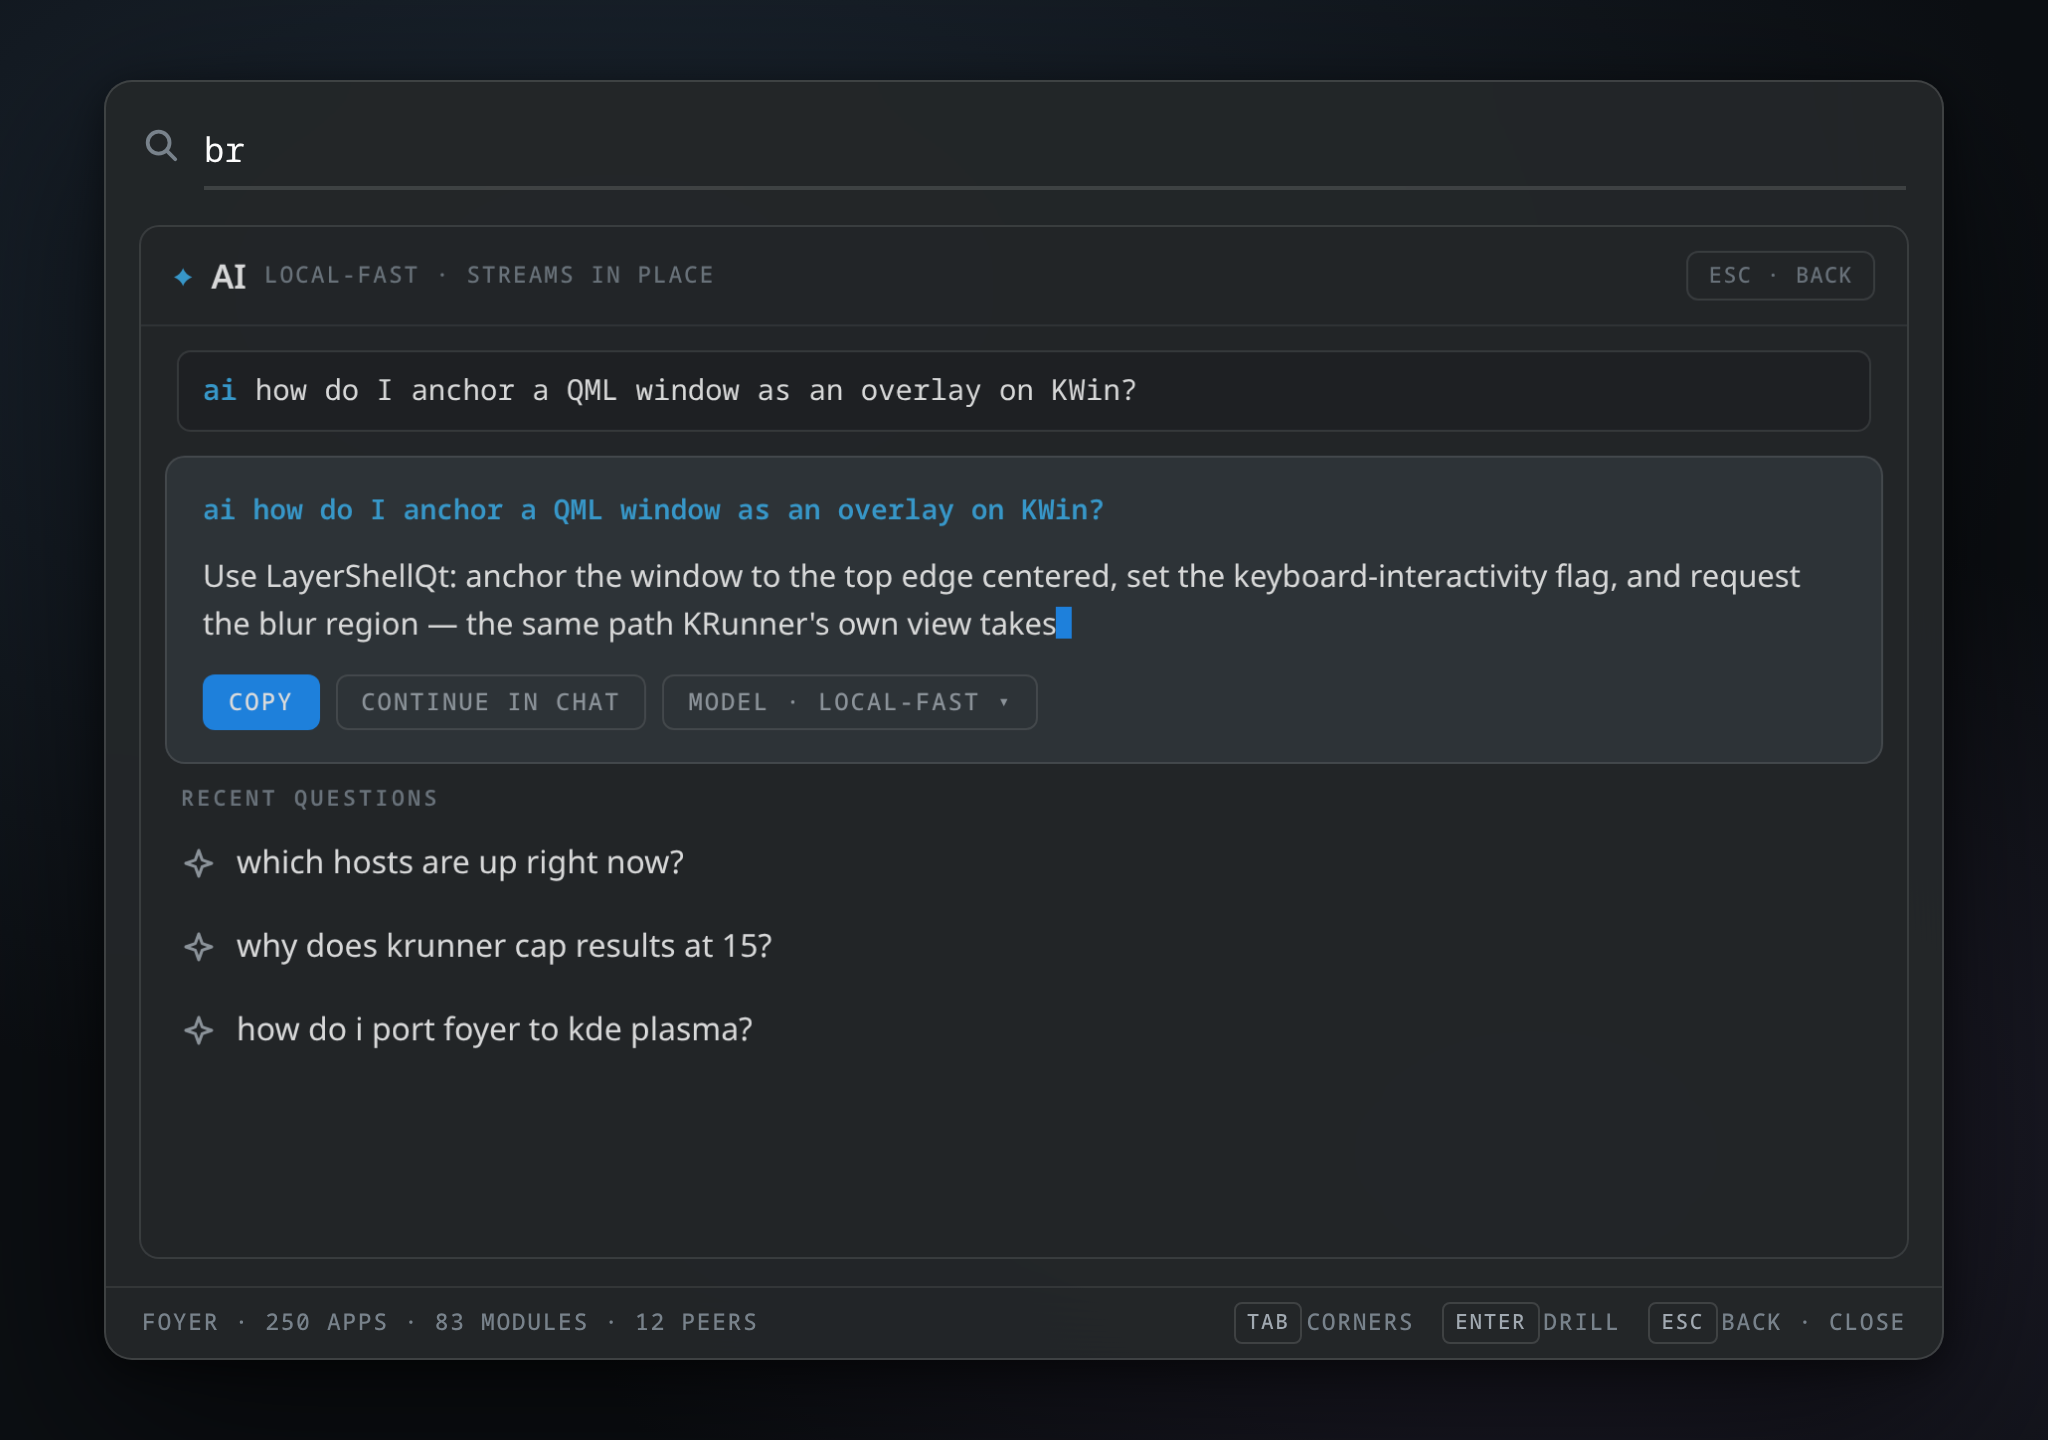 br
AI LOCAL-FAST · STREAMS IN PLACE
ESC · BACK
ai how do I anchor a QML window as an overlay on KWin?
ai how do I anchor a QML window as an overlay on KWin?
Use LayerShellQt: anchor the window to the top edge centered, set the keyboard-interactivity flag, and request
the blur region — the same path KRunner's own view takes
COPY
CONTINUE IN CHAT
MODEL · LOCAL-FAST ▾
RECENT QUESTIONS
which hosts are up right now?
why does krunner cap results at 15?
how do i port foyer to kde plasma?
FOYER · 250 APPS · 83 MODULES · 12 PEERS
TAB CORNERS ENTER DRILL ESC BACK · CLOSE